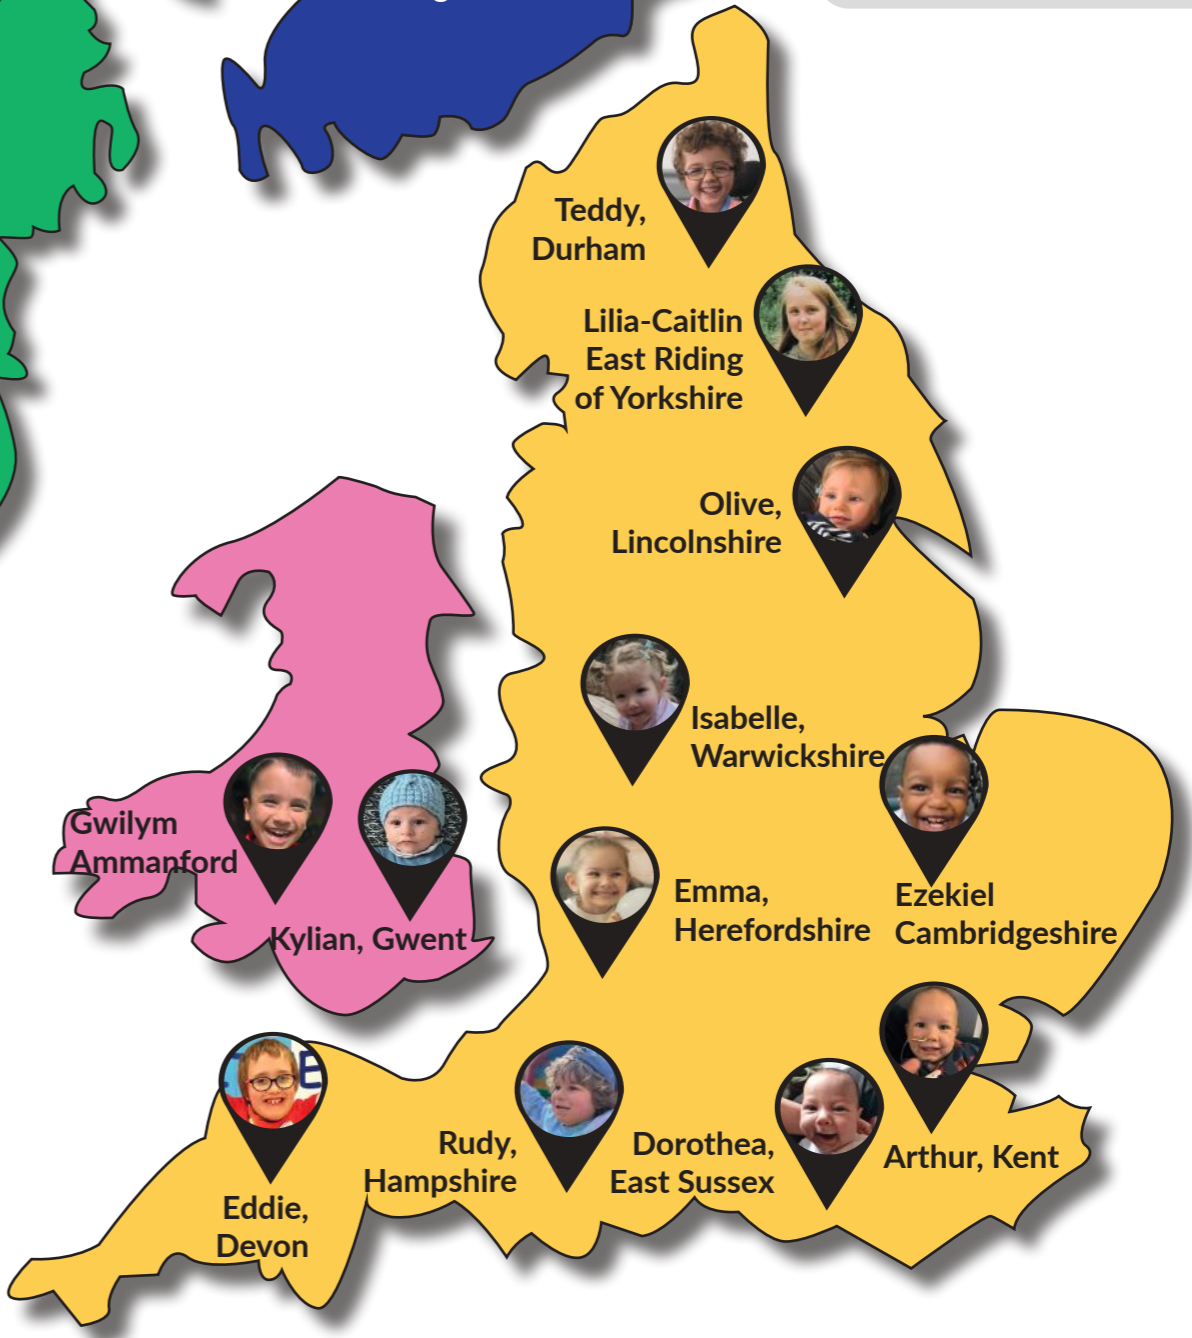 Teddy,
Durham
Lilia-Caitlin
East Riding
of Yorkshire
Olive,
Lincolnshire
Isabelle,
Warwickshire
Gwilym
Ammanford
Kylian, Gwent
Emma,
Herefordshire
Ezekiel
Cambridgeshire
Eddie,
Devon
Rudy,
Hampshire
Dorothea,
East Sussex
Arthur, Kent